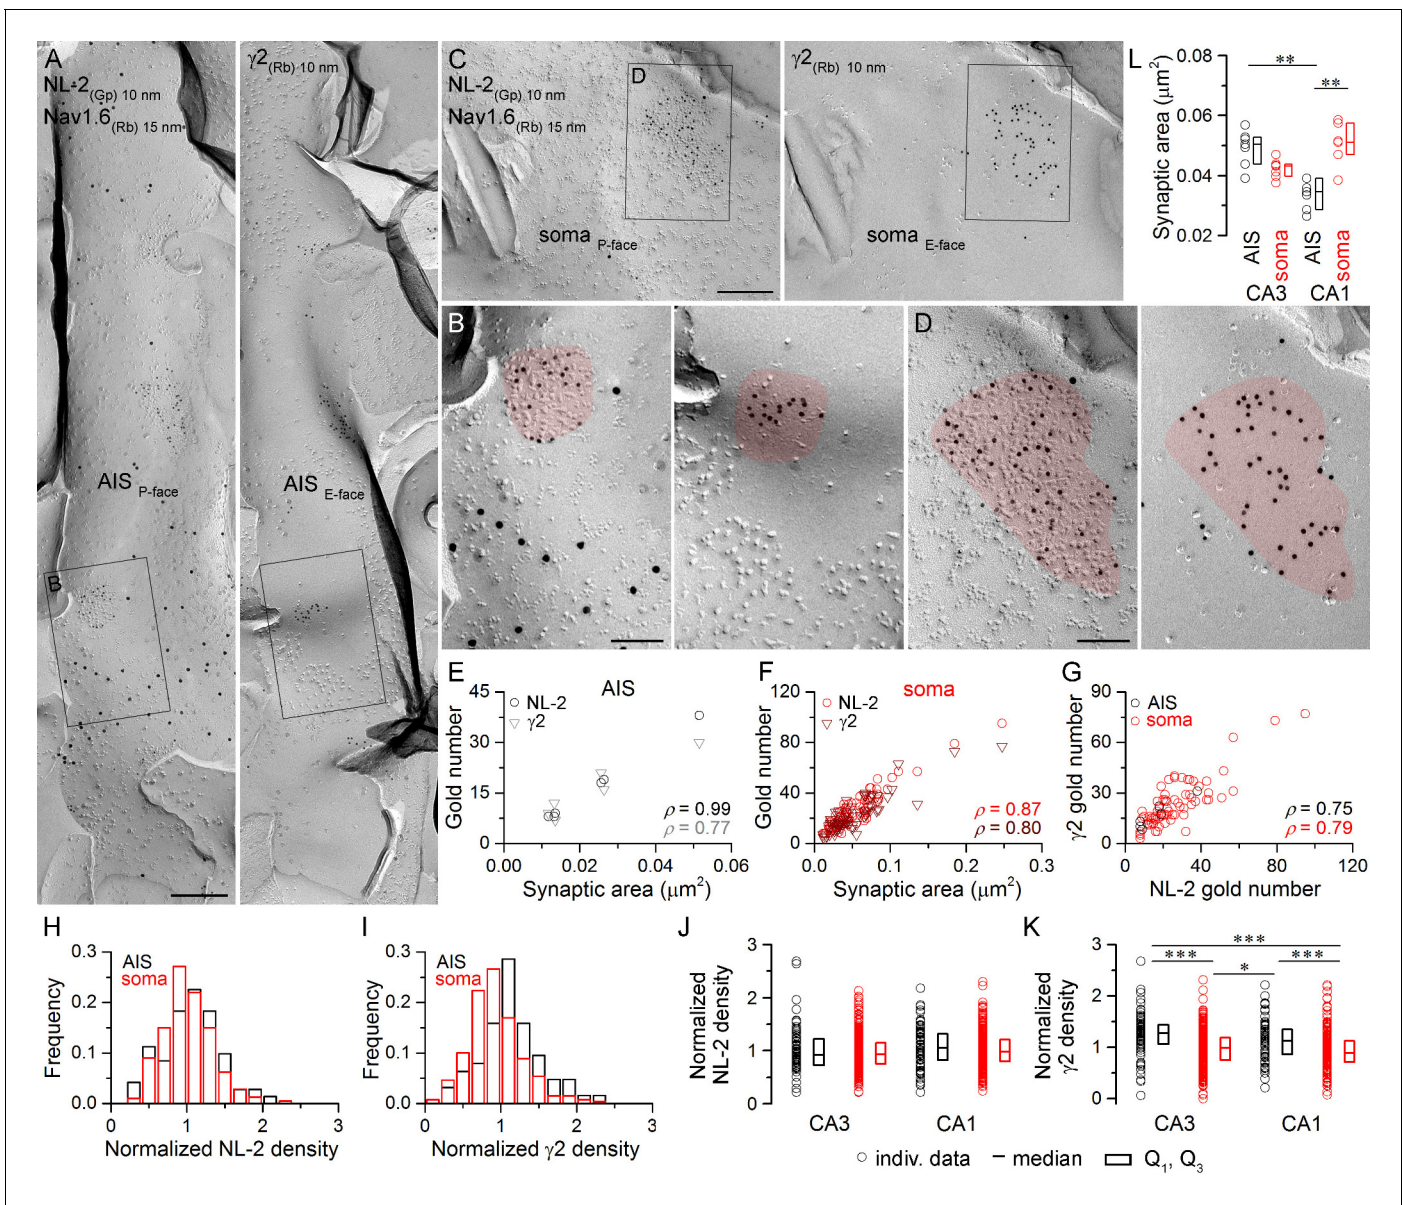 A
NL-2(Gp) 10 nm
Nav1.6(Rb) 15 nm
AIS P-face
B
γ2(Rb) 10 nm
AIS E-face
C
NL-2(Gp) 10 nm
Nav1.6(Rb) 15 nm
D
soma P-face
γ2(Rb) 10 nm
soma E-face
L
Synaptic area (μm²)
0.08
0.06
0.04
0.02
**
**
AIS
soma
AIS
soma
CA3
CA1
B
D
E
AIS
NL-2
γ2
Gold number
45
30
15
0
ρ = 0.99
ρ = 0.77
0.00
0.02
0.04
0.06
Synaptic area (μm²)
F
soma
NL-2
γ2
Gold number
120
80
40
0
ρ = 0.87
ρ = 0.80
0.0
0.1
0.2
0.3
Synaptic area (μm²)
G
AIS
soma
γ2 gold number
90
60
30
0
ρ = 0.75
ρ = 0.79
0
40
80
120
NL-2 gold number
H
AIS
soma
Frequency
0.3
0.2
0.1
0.0
0
1
2
3
Normalized NL-2 density
I
AIS
soma
Frequency
0.3
0.2
0.1
0.0
0
1
2
3
Normalized γ2 density
J
Normalized
NL-2 density
3
2
1
0
CA3
CA1
K
Normalized
γ2 density
3
2
1
0
***
***
***
*
CA3
CA1
indiv. data
median
Q1, Q3